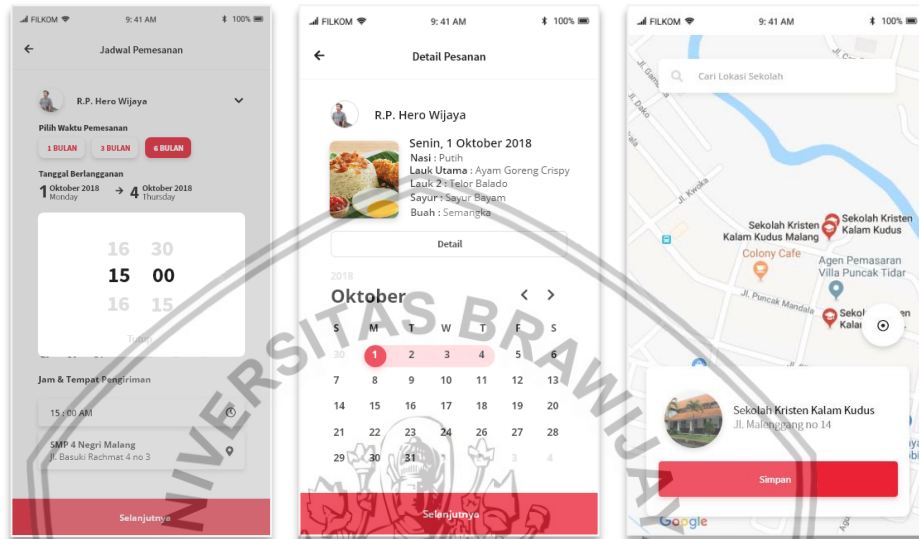 FILKOM 9: 41 AM 100%
Jadwal Pemesanan
R.P. Hero Wijaya
Pilih Waktu Pemesanan
1 BULAN 3 BULAN 6 BULAN
Tanggal Berlangganan
1 Oktober 2018 Monday → 4 Oktober 2018 Thursday
16 30
15 00
16 15
Tutup
Jam & Tempat Pengiriman
15 : 00 AM
SMP 4 Negri Malang
Jl. Basuki Rachmat 4 no 3
Selanjutnya
FILKOM 9: 41 AM 100%
Detail Pesanan
R.P. Hero Wijaya
Senin, 1 Oktober 2018
Nasi : Putih
Lauk Utama : Ayam Goreng Crispy
Lauk 2 : Telor Balado
Sayur : Sayur Bayam
Buah : Semangka
Detail
2018
Oktober < >
S M T W T F S
30 1 2 3 4 5 6
7 8 9 10 11 12 13
14 15 16 17 18 19 20
21 22 23 24 26 27 28
29 30 31 3 4
Selanjutnya
FILKOM 9: 41 AM 100%
Cari Lokasi Sekolah
Jl. Dako
Jl. Kwoka
Sekolah Kristen
Kalam Kudus Malang
Sekolah Kristen
Kalam Kudus
Colony Cafe
Agen Pemasaran
Villa Puncak Tidar
Jl. Puncak Mandala
Sekolah Kristen Kalam Kudus
Jl. Malenggang no 14
Simpan
Google
UNIVERSITAS BRAWIJAYA